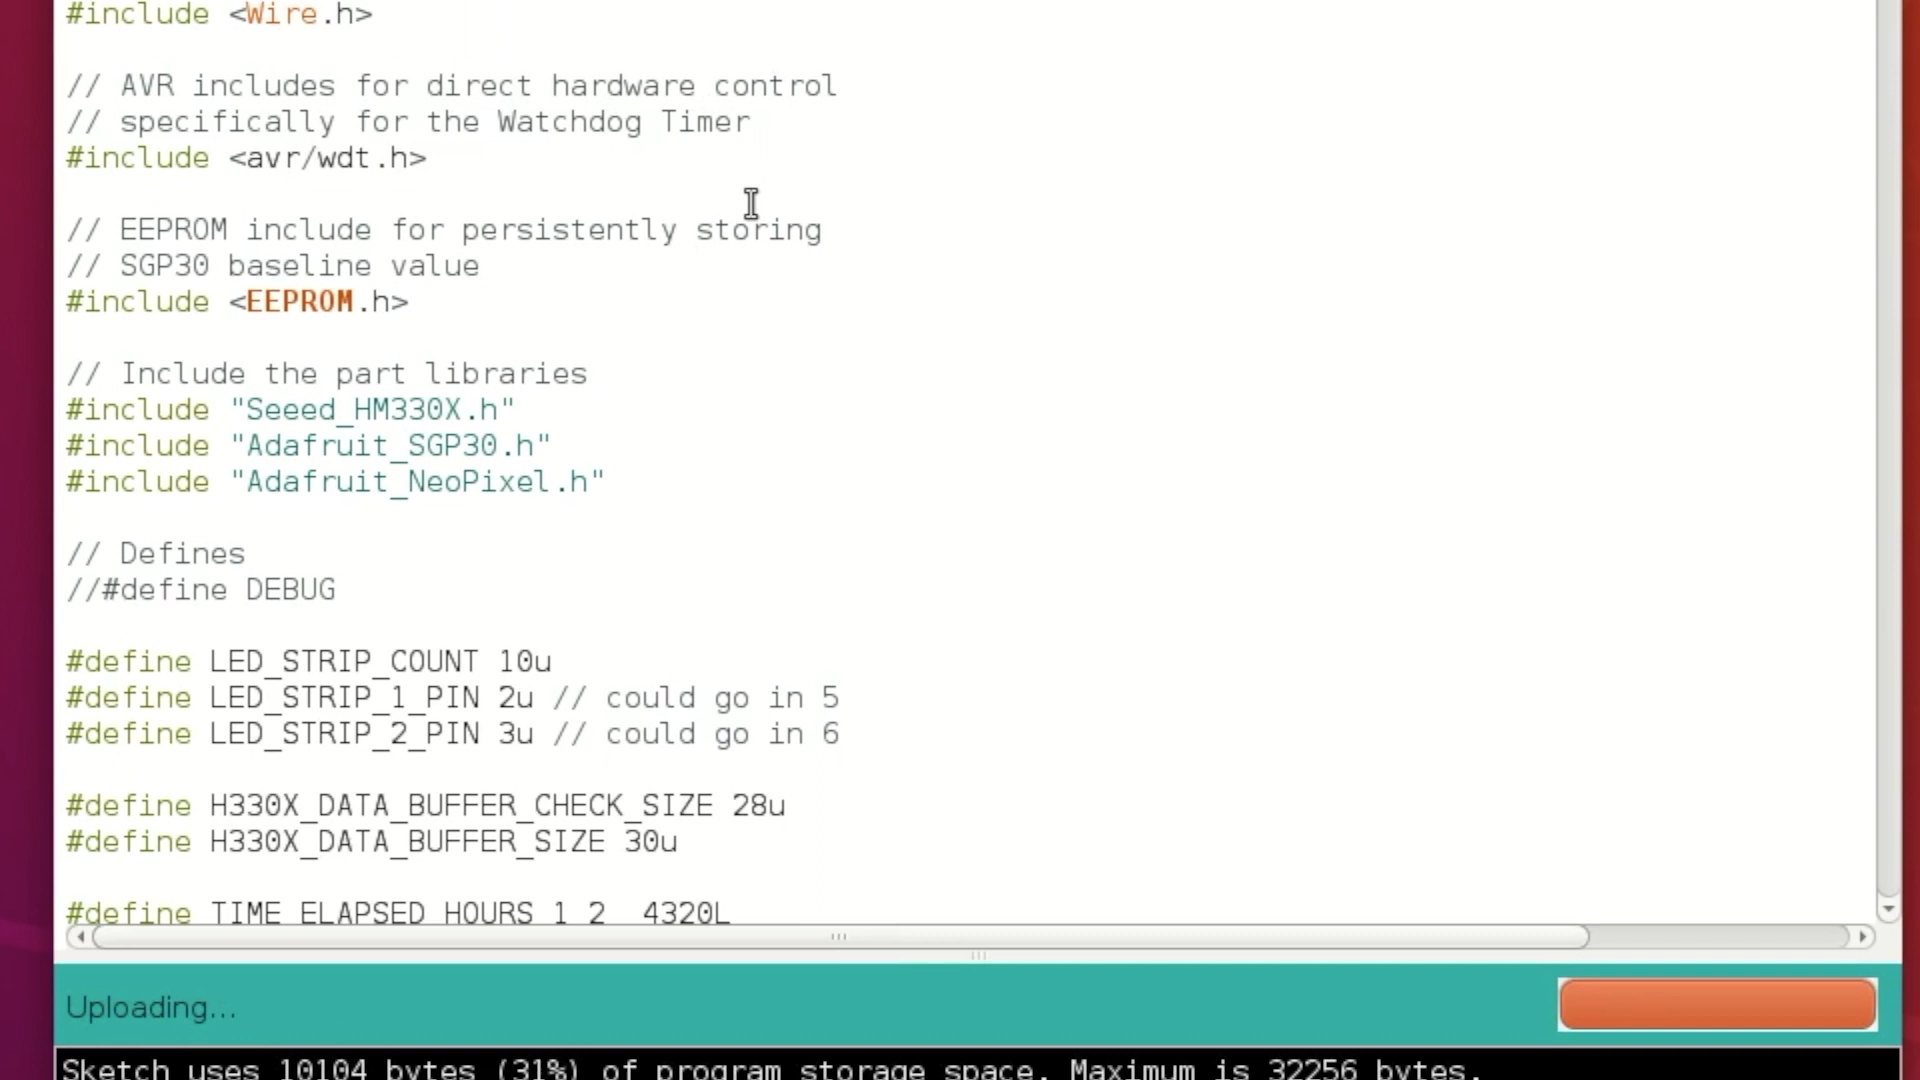 #include <Wire.h>
// AVR includes for direct hardware control
// specifically for the Watchdog Timer
#include <avr/wdt.h>
// EEPROM include for persistently storing
// SGP30 baseline value
#include <EEPROM.h>
// Include the part libraries
#include "Seeed_HM330X.h"
#include "Adafruit_SGP30.h"
#include "Adafruit_NeoPixel.h"
// Defines
//#define DEBUG
#define LED_STRIP_COUNT 10u
#define LED_STRIP_1_PIN 2u // could go in 5
#define LED_STRIP_2_PIN 3u // could go in 6
#define H330X_DATA_BUFFER_CHECK_SIZE 28u
#define H330X_DATA_BUFFER_SIZE 30u
#define TIME_ELAPSED_HOURS_1_2  4320L
Uploading...
Sketch uses 10104 bytes (31%) of program storage space. Maximum is 32256 bytes.